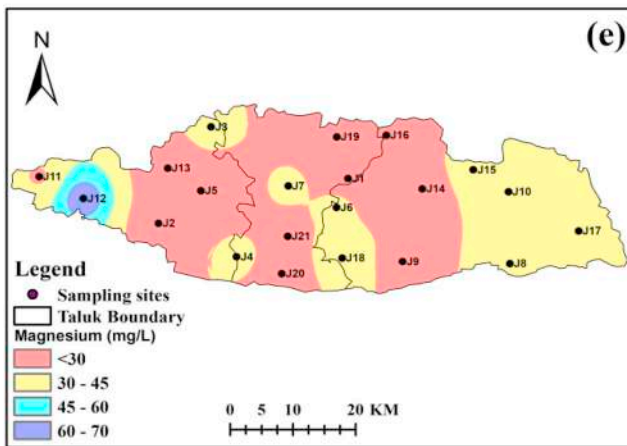 (e)
N
J3
J19
J16
J13
J11
J5
J7
J1
J14
J15
J10
J12
J2
J6
J21
J17
J4
J18
J9
J8
J20
Legend
Sampling sites
Taluk Boundary
Magnesium (mg/L)
<30
30 - 45
45 - 60
60 - 70
0 5 10 20 KM